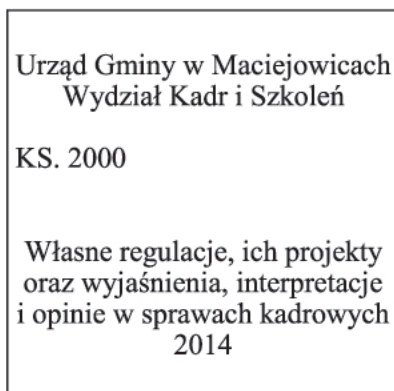 Urząd Gminy w Maciejowicach
Wydział Kadr i Szkoleń
KS. 2000
Własne regulacje, ich projekty
oraz wyjaśnienia, interpretacje
i opinie w sprawach kadrowych
2014